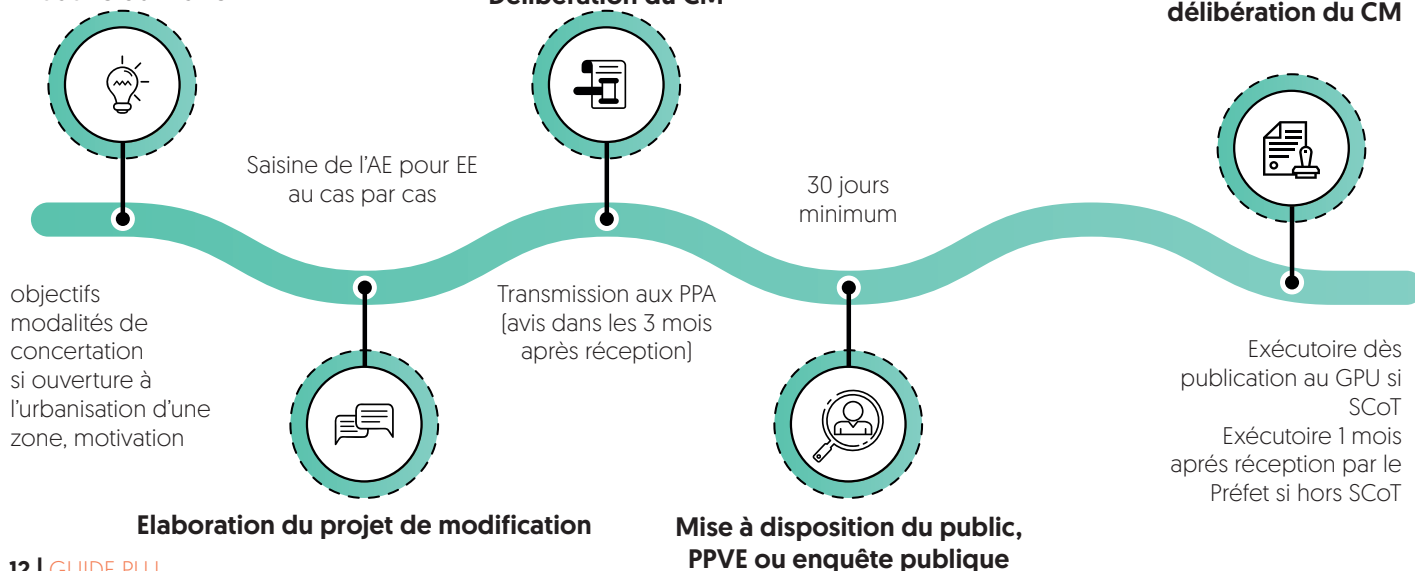 Délibération du CM
délibération du CM
Saisine de l'AE pour EE
au cas par cas
30 jours
minimum
objectifs
modalités de
concertation
si ouverture à
l'urbanisation d'une
zone, motivation
Transmission aux PPA
(avis dans les 3 mois
après réception)
Exécutoire dès
publication au GPU si
SCoT
Exécutoire 1 mois
aprés réception par le
Préfet si hors SCoT
Elaboration du projet de modification
Mise à disposition du public,
PPVE ou enquête publique
12 | GUIDE PLU